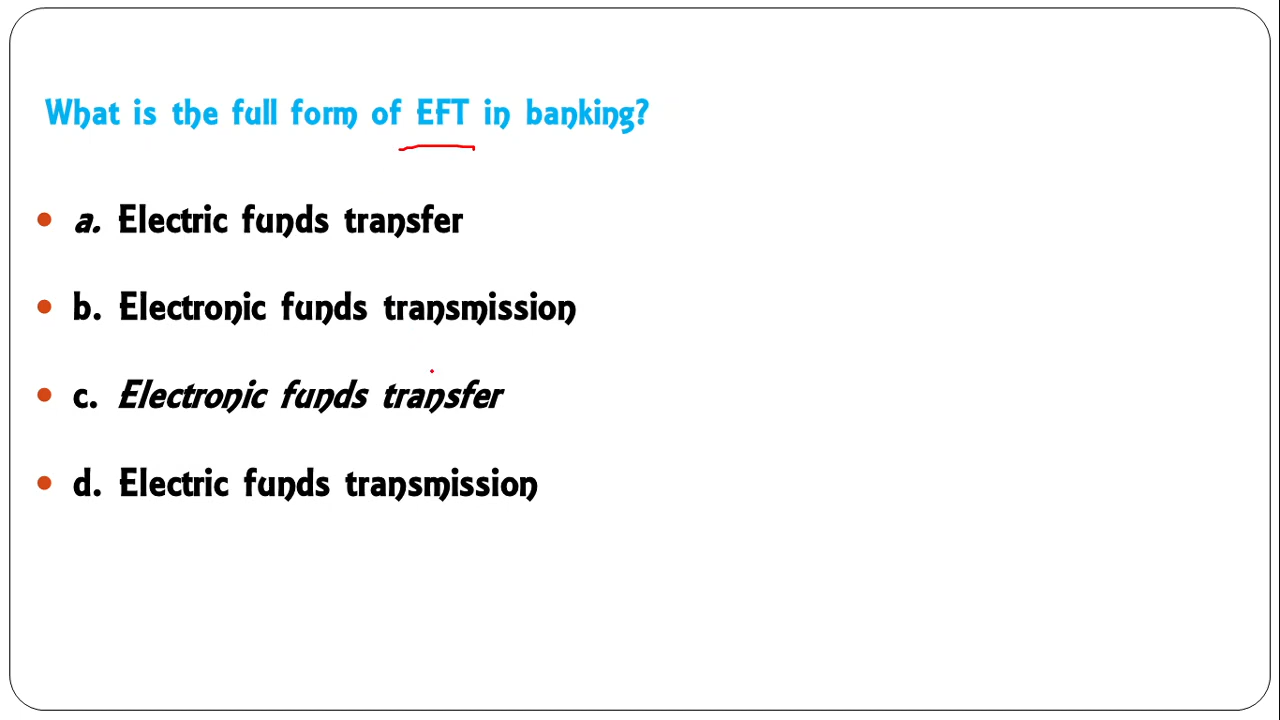 What is the full form of EFT in banking?
a. Electric funds transfer
b. Electronic funds transmission
c. Electronic funds transfer
d. Electric funds transmission